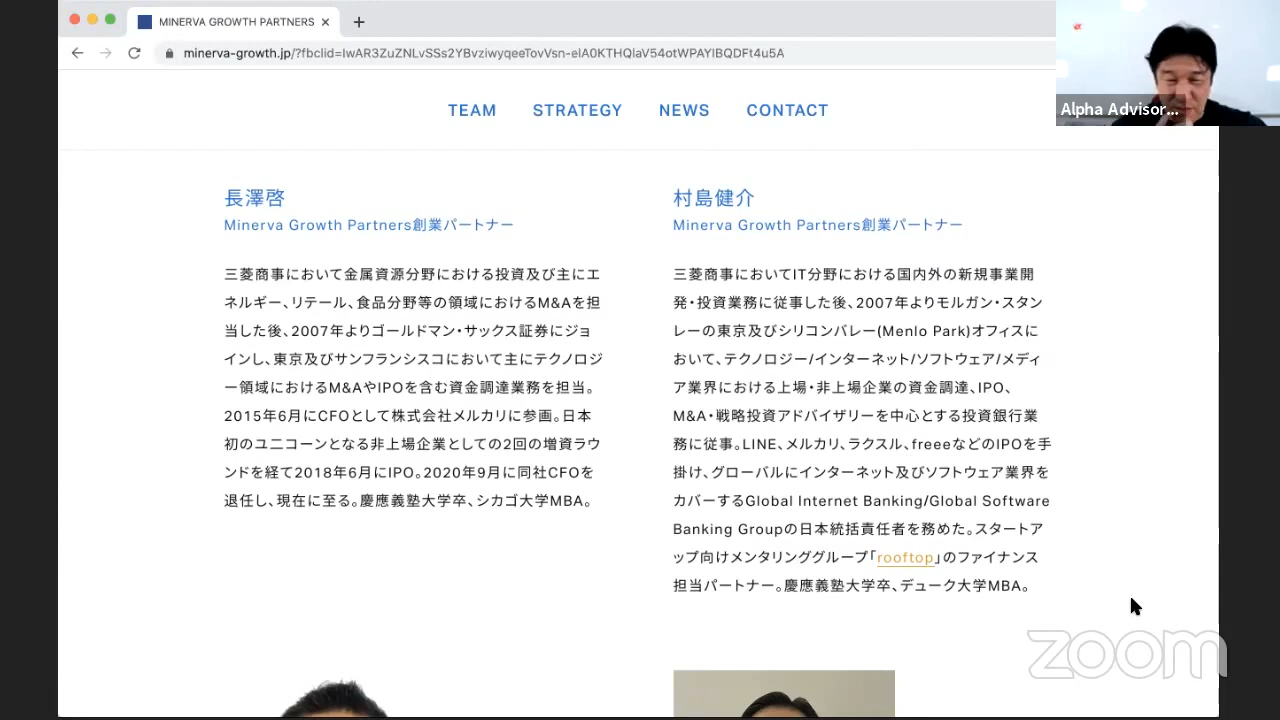 MINERVA GROWTH PARTNERS
minerva-growth.jp/?fbclid=IwAR3ZuZNLvSSs2YBvziwyqeeTovVsn-eIA0KTHQlaV54otWPAYlBQDFt4u5A
Alpha Advisor...
TEAM STRATEGY NEWS CONTACT
長澤啓
Minerva Growth Partners創業パートナー
三菱商事において金属資源分野における投資及び主にエ
ネルギー、リテール、食品分野等の領域におけるM&Aを担
当した後、2007年よりゴールドマン・サックス証券にジョ
インし、東京及びサンフランシスコにおいて主にテクノロジ
ー領域におけるM&AやIPOを含む資金調達業務を担当。
2015年6月にCFOとして株式会社メルカリに参画。日本
初のユニコーンとなる非上場企業としての2回の増資ラウ
ンドを経て2018年6月にIPO。2020年9月に同社CFOを
退任し、現在に至る。慶應義塾大学卒、シカゴ大学MBA。
村島健介
Minerva Growth Partners創業パートナー
三菱商事においてIT分野における国内外の新規事業開
発・投資業務に従事した後、2007年よりモルガン・スタン
レーの東京及びシリコンバレー(Menlo Park)オフィスに
おいて、テクノロジー/インターネット/ソフトウェア/メディ
ア業界における上場・非上場企業の資金調達、IPO、
M&A・戦略投資アドバイザリーを中心とする投資銀行業
務に従事。LINE、メルカリ、ラクスル、freeeなどのIPOを手
掛け、グローバルにインターネット及びソフトウェア業界を
カバーするGlobal Internet Banking/Global Software
Banking Groupの日本統括責任者を務めた。スタートア
ップ向けメンタリンググループ「rooftop」のファイナンス
担当パートナー。慶應義塾大学卒、デューク大学MBA。
zoom